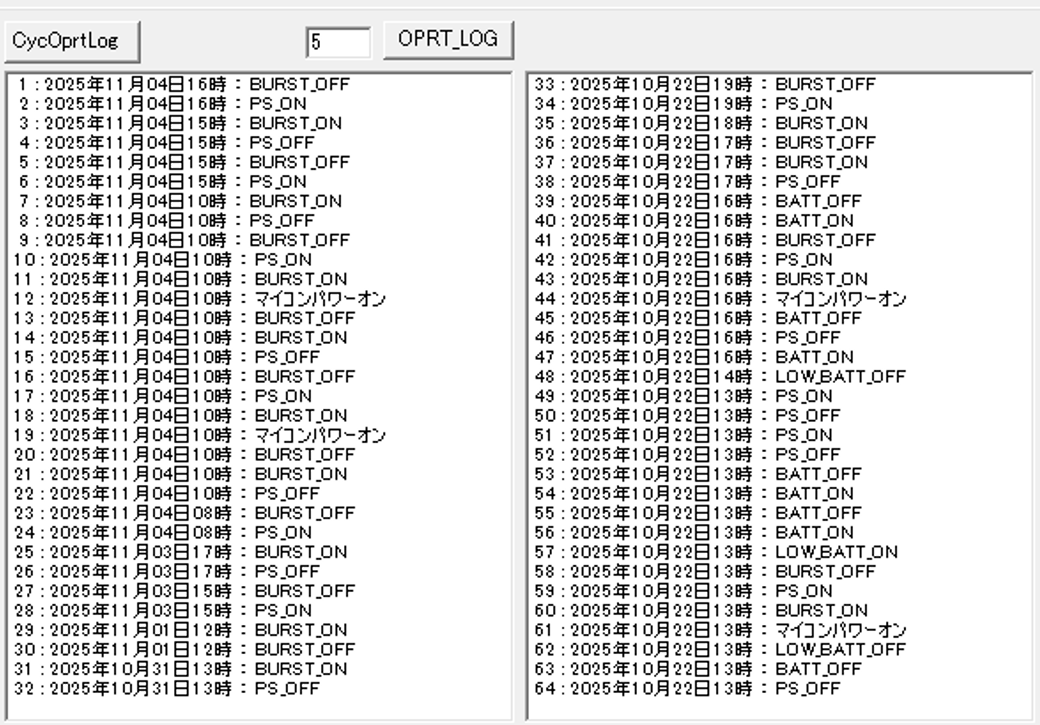 CycOprtLog
5
OPRT_LOG
1 : 2025年11月04日16時 : BURST_OFF
2 : 2025年11月04日16時 : PS_ON
3 : 2025年11月04日15時 : BURST_ON
4 : 2025年11月04日15時 : PS_OFF
5 : 2025年11月04日15時 : BURST_OFF
6 : 2025年11月04日15時 : PS_ON
7 : 2025年11月04日10時 : BURST_ON
8 : 2025年11月04日10時 : PS_OFF
9 : 2025年11月04日10時 : BURST_OFF
10 : 2025年11月04日10時 : PS_ON
11 : 2025年11月04日10時 : BURST_ON
12 : 2025年11月04日10時 : マイコンパワーオン
13 : 2025年11月04日10時 : BURST_OFF
14 : 2025年11月04日10時 : BURST_ON
15 : 2025年11月04日10時 : PS_OFF
16 : 2025年11月04日10時 : BURST_OFF
17 : 2025年11月04日10時 : PS_ON
18 : 2025年11月04日10時 : BURST_ON
19 : 2025年11月04日10時 : マイコンパワーオン
20 : 2025年11月04日10時 : BURST_OFF
21 : 2025年11月04日10時 : BURST_ON
22 : 2025年11月04日10時 : PS_OFF
23 : 2025年11月04日08時 : BURST_OFF
24 : 2025年11月04日08時 : PS_ON
25 : 2025年11月03日17時 : BURST_ON
26 : 2025年11月03日17時 : PS_OFF
27 : 2025年11月03日15時 : BURST_OFF
28 : 2025年11月03日15時 : PS_ON
29 : 2025年11月01日12時 : BURST_ON
30 : 2025年11月01日12時 : BURST_OFF
31 : 2025年10月31日13時 : BURST_ON
32 : 2025年10月31日13時 : PS_OFF
33 : 2025年10月22日19時 : BURST_OFF
34 : 2025年10月22日19時 : PS_ON
35 : 2025年10月22日18時 : BURST_ON
36 : 2025年10月22日17時 : BURST_OFF
37 : 2025年10月22日17時 : BURST_ON
38 : 2025年10月22日17時 : PS_OFF
39 : 2025年10月22日16時 : BATT_OFF
40 : 2025年10月22日16時 : BATT_ON
41 : 2025年10月22日16時 : BURST_OFF
42 : 2025年10月22日16時 : PS_ON
43 : 2025年10月22日16時 : BURST_ON
44 : 2025年10月22日16時 : マイコンパワーオン
45 : 2025年10月22日16時 : BATT_OFF
46 : 2025年10月22日16時 : PS_OFF
47 : 2025年10月22日16時 : BATT_ON
48 : 2025年10月22日14時 : LOW_BATT_OFF
49 : 2025年10月22日13時 : PS_ON
50 : 2025年10月22日13時 : PS_OFF
51 : 2025年10月22日13時 : PS_ON
52 : 2025年10月22日13時 : PS_OFF
53 : 2025年10月22日13時 : BATT_OFF
54 : 2025年10月22日13時 : BATT_ON
55 : 2025年10月22日13時 : BATT_OFF
56 : 2025年10月22日13時 : BATT_ON
57 : 2025年10月22日13時 : LOW_BATT_ON
58 : 2025年10月22日13時 : BURST_OFF
59 : 2025年10月22日13時 : PS_ON
60 : 2025年10月22日13時 : BURST_ON
61 : 2025年10月22日13時 : マイコンパワーオン
62 : 2025年10月22日13時 : LOW_BATT_OFF
63 : 2025年10月22日13時 : BATT_OFF
64 : 2025年10月22日13時 : PS_OFF